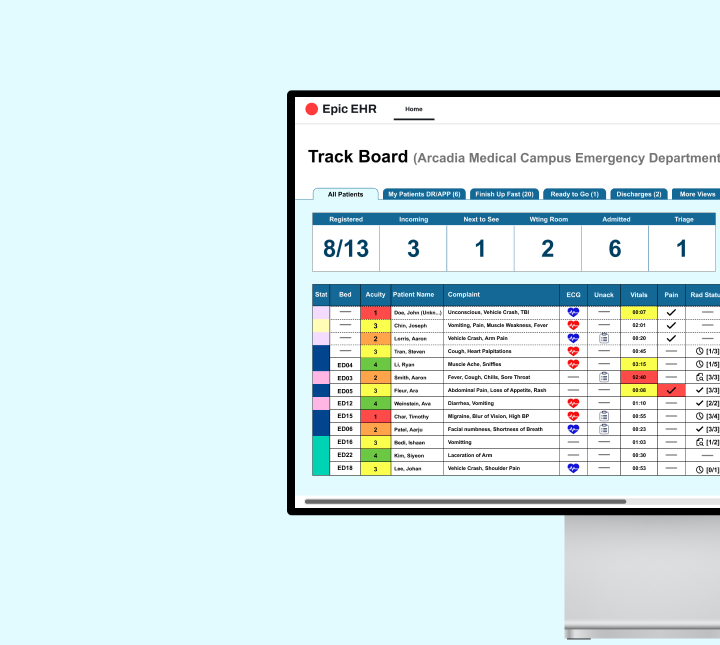 Epic EHR Home
Track Board (Arcadia Medical Campus Emergency Department
All Patients My Patients DR/APP (6) Finish Up Fast (20) Ready to Go (1) Discharges (2) More Views
Registered Incoming Next to See Wting Room Admitted Triage
8/13 3 1 2 6 1
Stat Bed Acuity Patient Name Complaint ECG Unack Vitals Pain Rad Statu
— 1 Doe, John (Unkn...) Unconscious, Vehicle Crash, TBI — 00:07 —
— 3 Chin, Joseph Vomiting, Pain, Muscle Weakness, Fever — 02:01 —
— 2 Lorris, Aaron Vehicle Crash, Arm Pain 00:20 —
— 3 Tran, Steven Cough, Heart Palpitations — 00:45 — [1/3]
ED04 4 Li, Ryan Muscle Ache, Sniffles — 03:15 — [1/5]
ED03 2 Smith, Aaron Fever, Cough, Chills, Sore Throat — 02:40 — [3/3]
ED05 3 Fleur, Ara Abdominal Pain, Loss of Appetite, Rash — — 00:08 [3/3]
ED12 4 Weinstein, Ava Diarrhea, Vomiting — 01:10 — [2/2]
ED15 1 Char, Timothy Migraine, Blur of Vision, High BP 00:55 — [3/4]
ED06 2 Patel, Aarju Facial numbness, Shortness of Breath 00:23 — [3/3]
ED16 3 Bedi, Ishaan Vomitting — — 01:03 — [1/2]
ED22 4 Kim, Siyeon Laceration of Arm — — 00:30 — —
ED18 3 Lee, Johan Vehicle Crash, Shoulder Pain — 00:53 — [0/1]